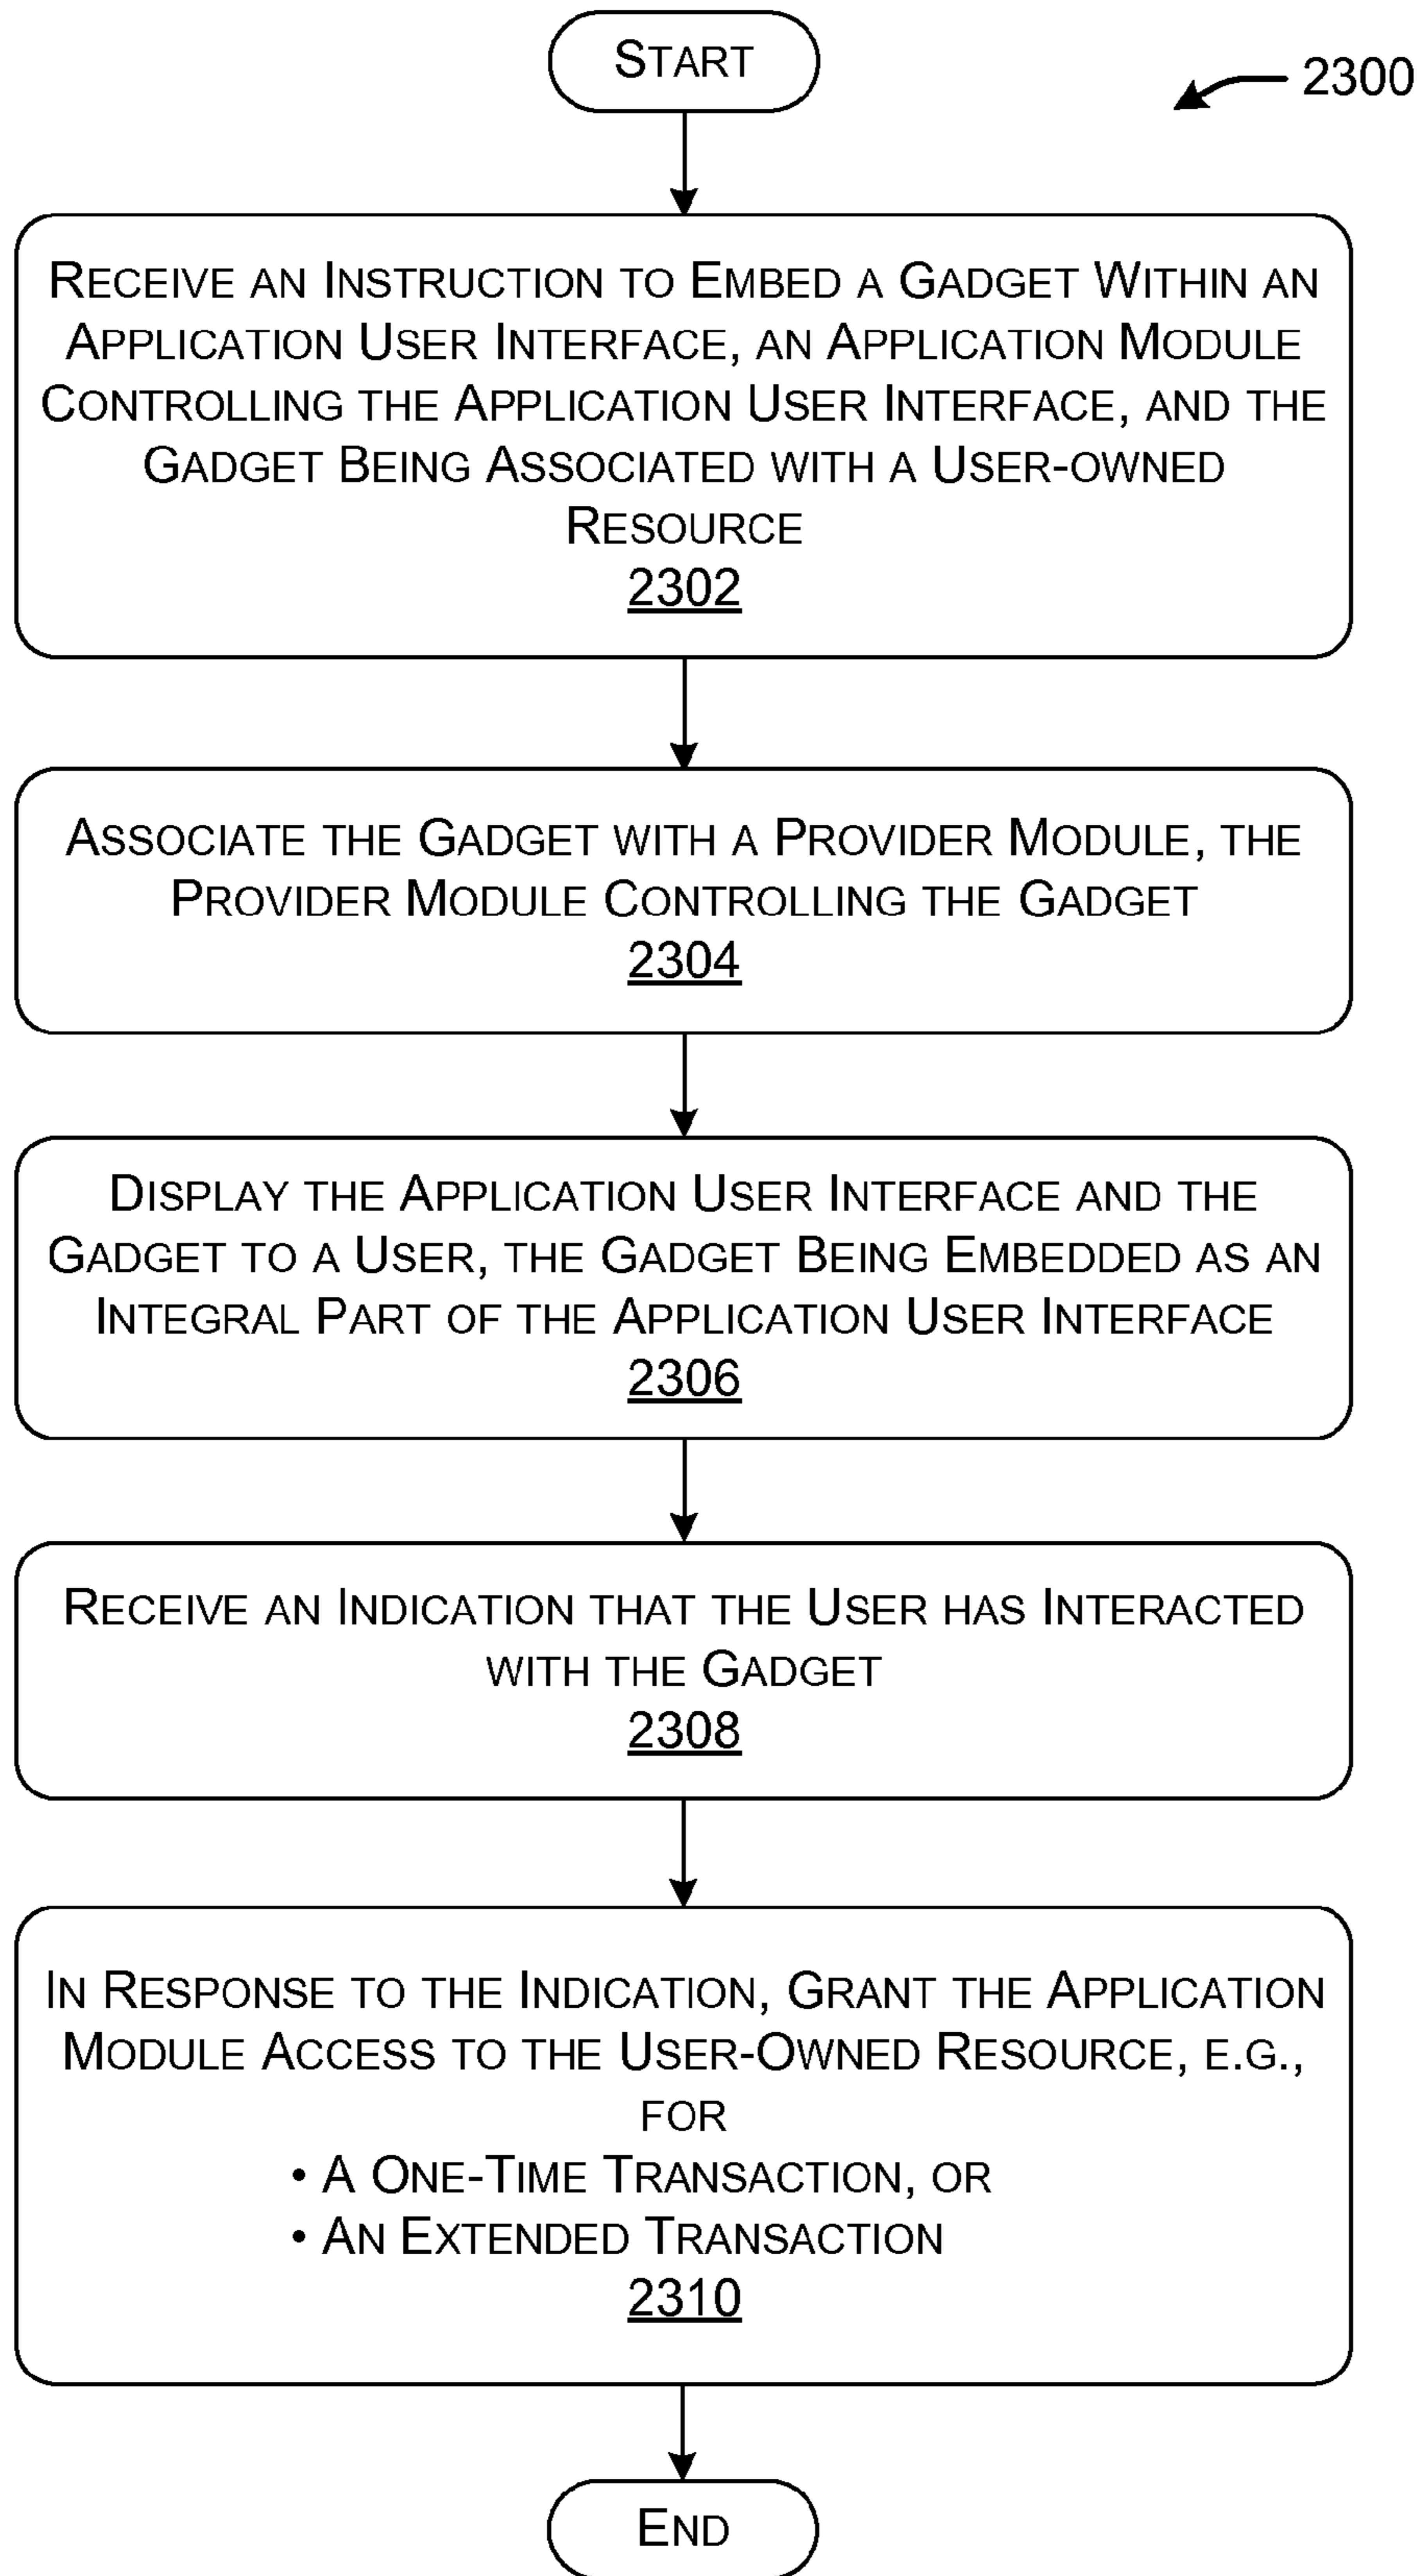 START
2300
RECEIVE AN INSTRUCTION TO EMBED A GADGET WITHIN AN
APPLICATION USER INTERFACE, AN APPLICATION MODULE
CONTROLLING THE APPLICATION USER INTERFACE, AND THE
GADGET BEING ASSOCIATED WITH A USER-OWNED
RESOURCE
2302
ASSOCIATE THE GADGET WITH A PROVIDER MODULE, THE
PROVIDER MODULE CONTROLLING THE GADGET
2304
DISPLAY THE APPLICATION USER INTERFACE AND THE
GADGET TO A USER, THE GADGET BEING EMBEDDED AS AN
INTEGRAL PART OF THE APPLICATION USER INTERFACE
2306
RECEIVE AN INDICATION THAT THE USER HAS INTERACTED
WITH THE GADGET
2308
IN RESPONSE TO THE INDICATION, GRANT THE APPLICATION
MODULE ACCESS TO THE USER-OWNED RESOURCE, E.G.,
FOR
• A ONE-TIME TRANSACTION, OR
• AN EXTENDED TRANSACTION
2310
END